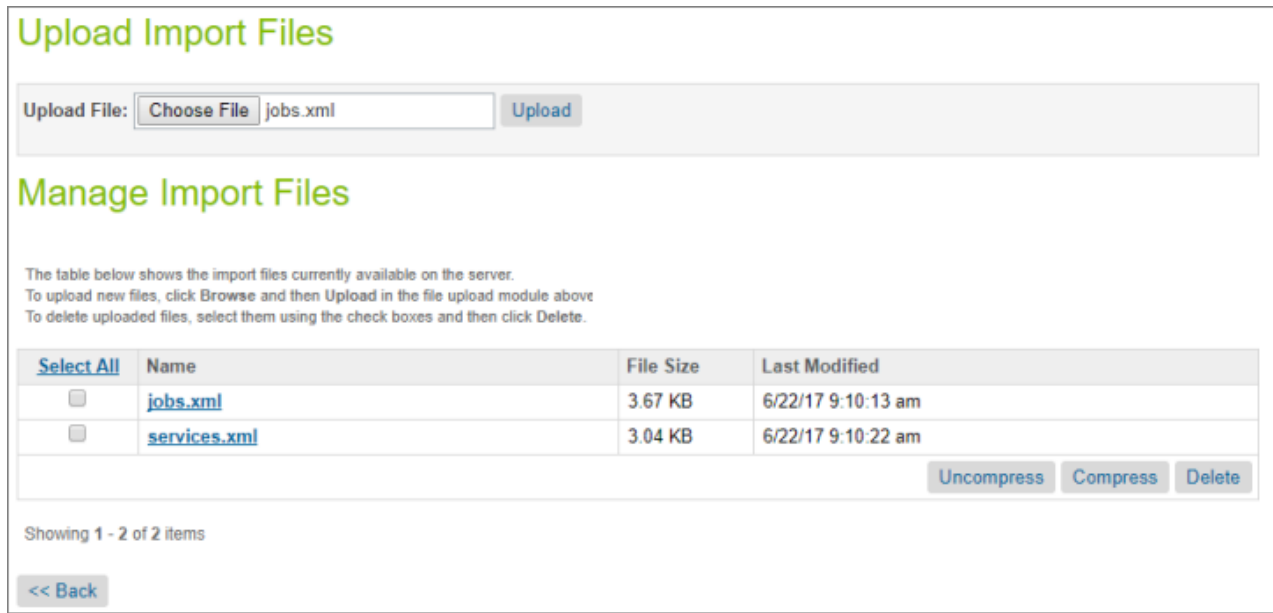 Upload Import Files
Upload File: Choose File jobs.xml Upload
Manage Import Files
The table below shows the import files currently available on the server.
To upload new files, click Browse and then Upload in the file upload module above
To delete uploaded files, select them using the check boxes and then click Delete.
Select All Name File Size Last Modified
jobs.xml 3.67 KB 6/22/17 9:10:13 am
services.xml 3.04 KB 6/22/17 9:10:22 am
Uncompress Compress Delete
Showing 1 - 2 of 2 items
<< Back